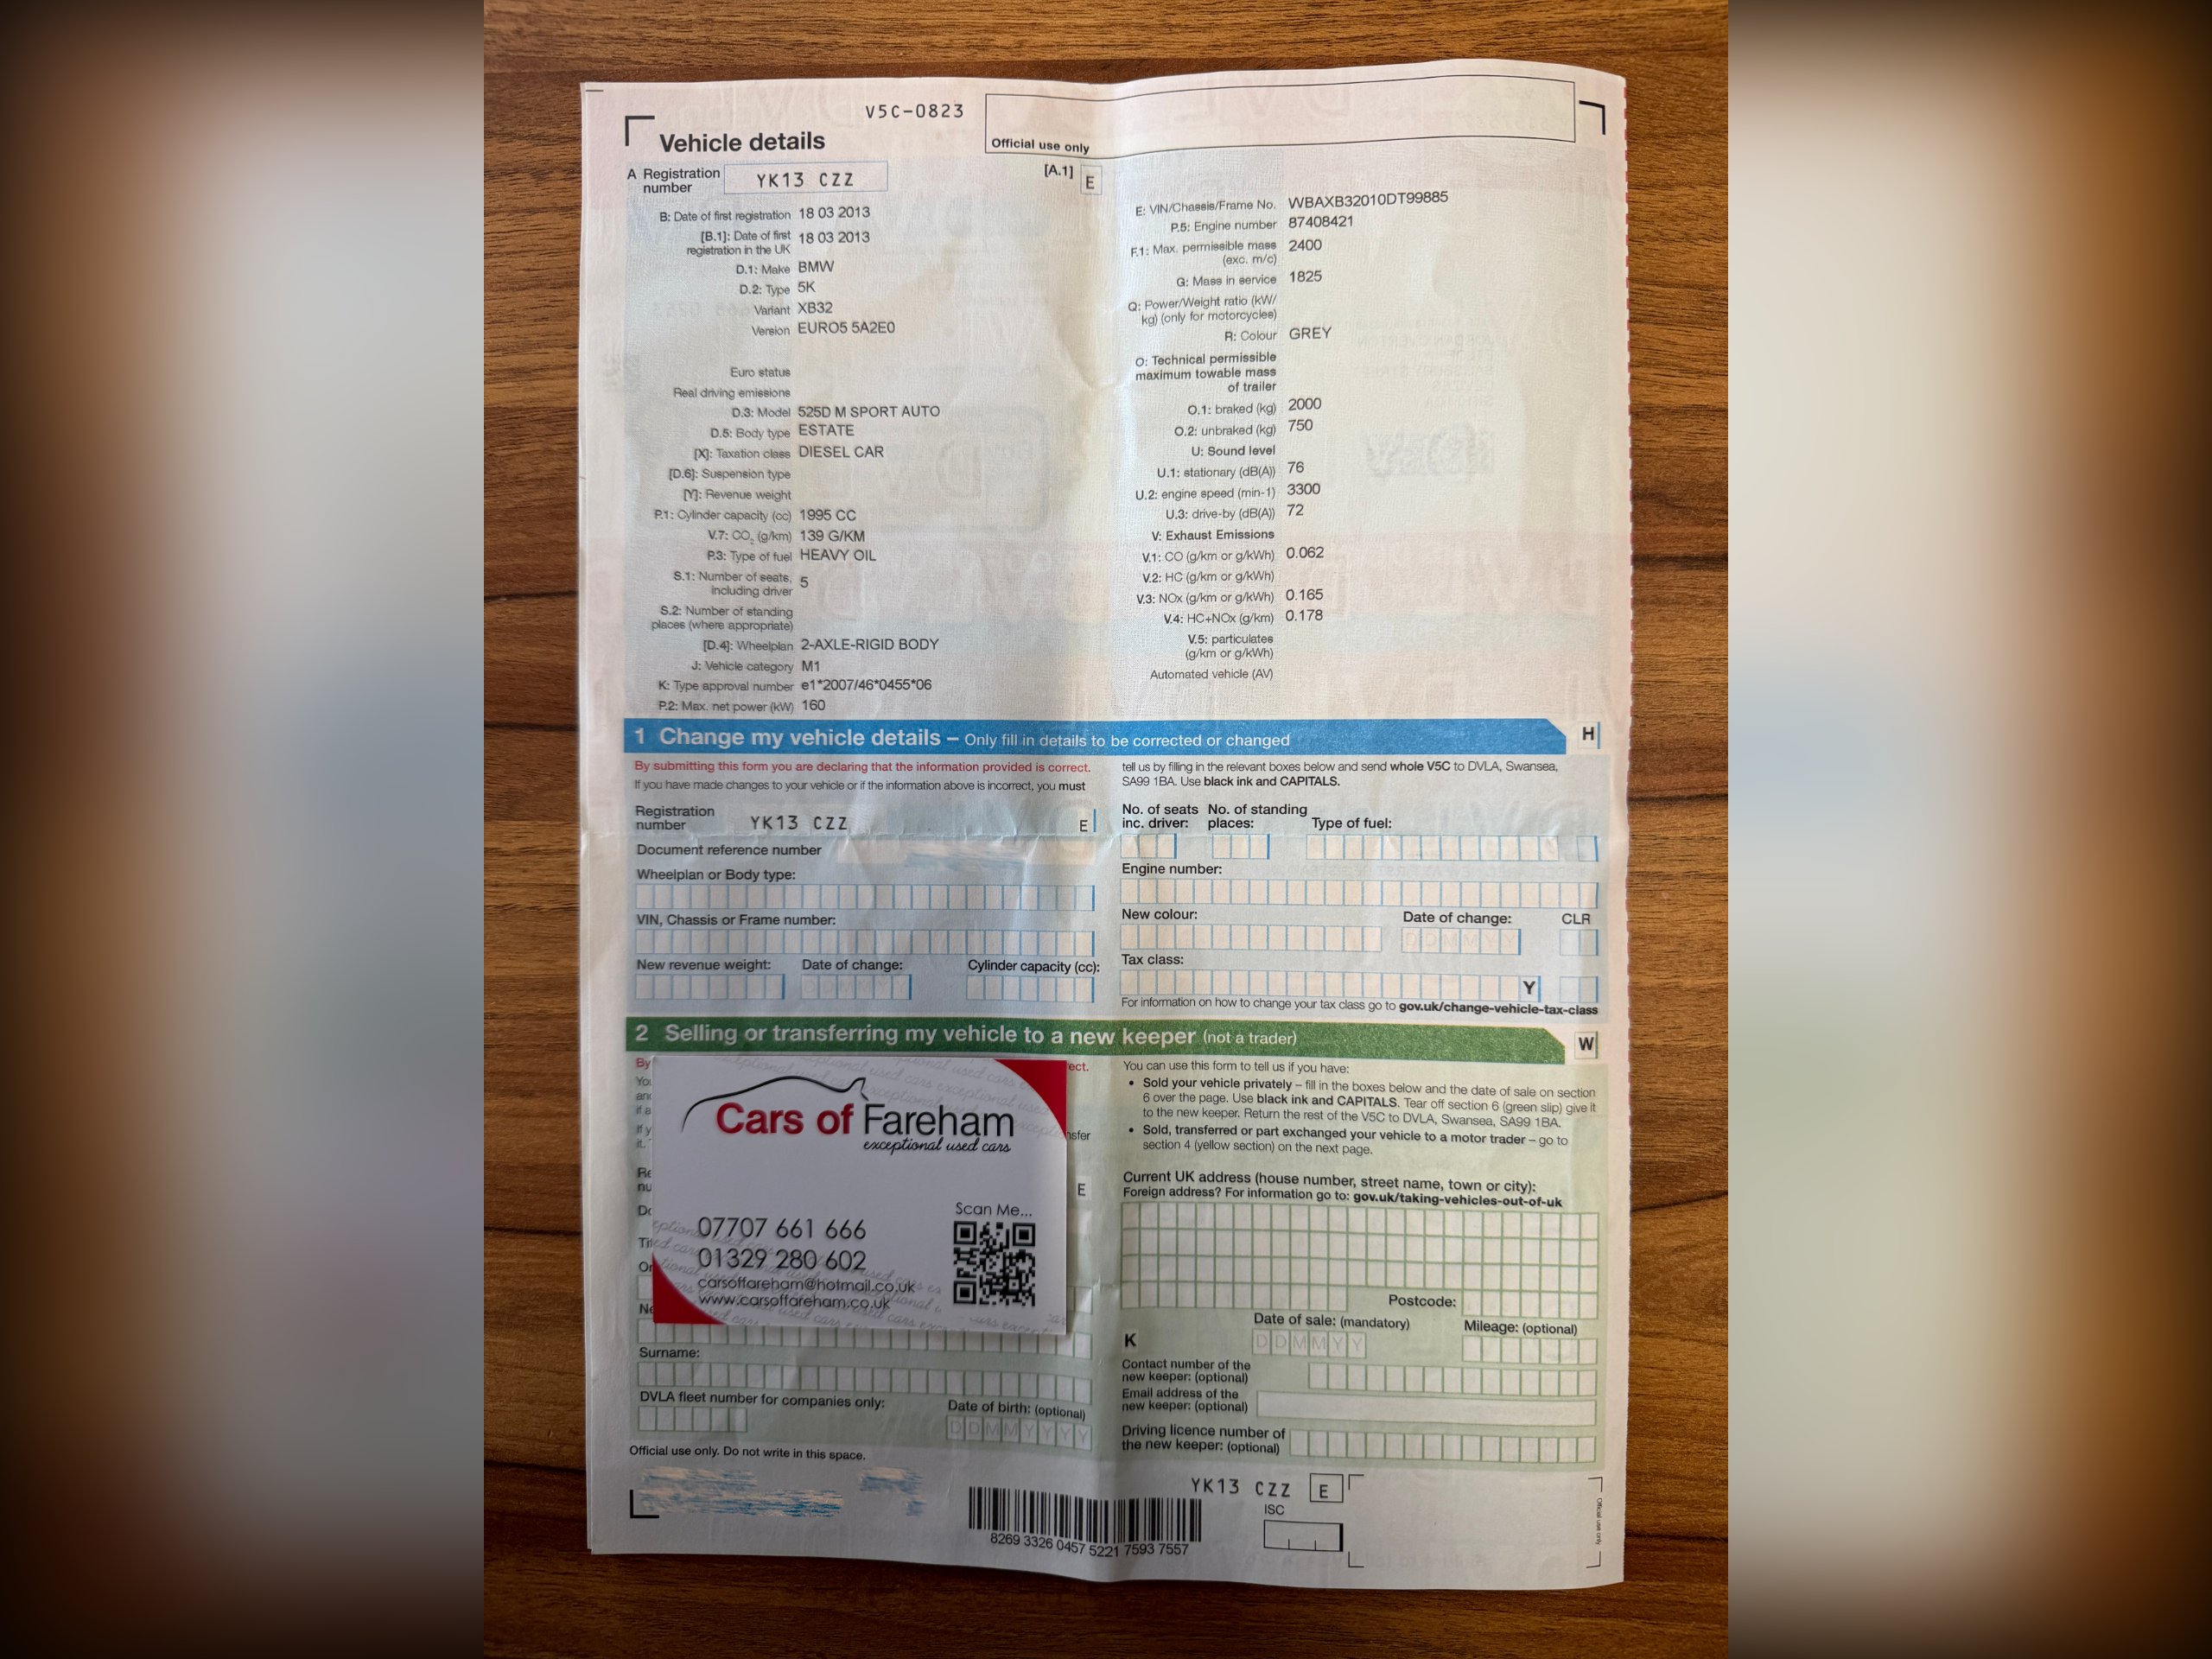 V5C-0823
Vehicle details
Official use only
A Registration number YK13 CZZ
[A.1] E
B: Date of first registration 18 03 2013
[B.1]: Date of first registration in the UK 18 03 2013
D.1: Make BMW
D.2: Type 5K
Variant XB32
Version EURO5 5A2E0
Euro status
Real driving emissions
D.3: Model 525D M SPORT AUTO
D.5: Body type ESTATE
[X]: Taxation class DIESEL CAR
[D.6]: Suspension type
[Y]: Revenue weight
P.1: Cylinder capacity (cc) 1995 CC
V.7: CO2 (g/km) 139 G/KM
P.3: Type of fuel HEAVY OIL
S.1: Number of seats, including driver 5
S.2: Number of standing places (where appropriate)
[D.4]: Wheelplan 2-AXLE-RIGID BODY
J: Vehicle category M1
K: Type approval number e1*2007/46*0455*06
P.2: Max. net power (kW) 160
E: VIN/Chassis/Frame No. WBAXB32010DT99885
P.5: Engine number 87408421
F.1: Max. permissible mass (exc. m/c) 2400
G: Mass in service 1825
Q: Power/Weight ratio (kW/kg) (only for motorcycles)
R: Colour GREY
O: Technical permissible maximum towable mass of trailer
O.1: braked (kg) 2000
O.2: unbraked (kg) 750
U: Sound level
U.1: stationary (dB(A)) 76
U.2: engine speed (min-1) 3300
U.3: drive-by (dB(A)) 72
V: Exhaust Emissions
V.1: CO (g/km or g/kWh) 0.062
V.2: HC (g/km or g/kWh)
V.3: NOx (g/km or g/kWh) 0.165
V.4: HC+NOx (g/km) 0.178
V.5: particulates (g/km or g/kWh)
Automated vehicle (AV)
1 Change my vehicle details – Only fill in details to be corrected or changed
H
By submitting this form you are declaring that the information provided is correct.
If you have made changes to your vehicle or if the information above is incorrect, you must
tell us by filling in the relevant boxes below and send whole V5C to DVLA, Swansea,
SA99 1BA. Use black ink and CAPITALS.
Registration number YK13 CZZ E
Document reference number
Wheelplan or Body type:
VIN, Chassis or Frame number:
New revenue weight: Date of change: Cylinder capacity (cc):
No. of seats inc. driver: No. of standing places: Type of fuel:
Engine number:
New colour: Date of change: CLR
DDMMYY
Tax class:
Y
For information on how to change your tax class go to gov.uk/change-vehicle-tax-class
2 Selling or transferring my vehicle to a new keeper (not a trader)
W
By
ect.
Cars of Fareham
exceptional used cars
Scan Me...
07707 661 666
01329 280 602
carsoffareham@hotmail.co.uk
www.carsoffareham.co.uk
E
Surname:
DVLA fleet number for companies only:
Date of birth: (optional)
DDMMYYYY
Official use only. Do not write in this space.
You can use this form to tell us if you have:
• Sold your vehicle privately – fill in the boxes below and the date of sale on section
6 over the page. Use black ink and CAPITALS. Tear off section 6 (green slip) give it
to the new keeper. Return the rest of the V5C to DVLA, Swansea, SA99 1BA.
• Sold, transferred or part exchanged your vehicle to a motor trader – go to
section 4 (yellow section) on the next page.
Current UK address (house number, street name, town or city):
Foreign address? For information go to: gov.uk/taking-vehicles-out-of-uk
Postcode:
K
Date of sale: (mandatory) Mileage: (optional)
DDMMYY
Contact number of the new keeper: (optional)
Email address of the new keeper: (optional)
Driving licence number of the new keeper: (optional)
YK13 CZZ E
ISC
8269 3326 0457 5221 7593 7557
Official use only